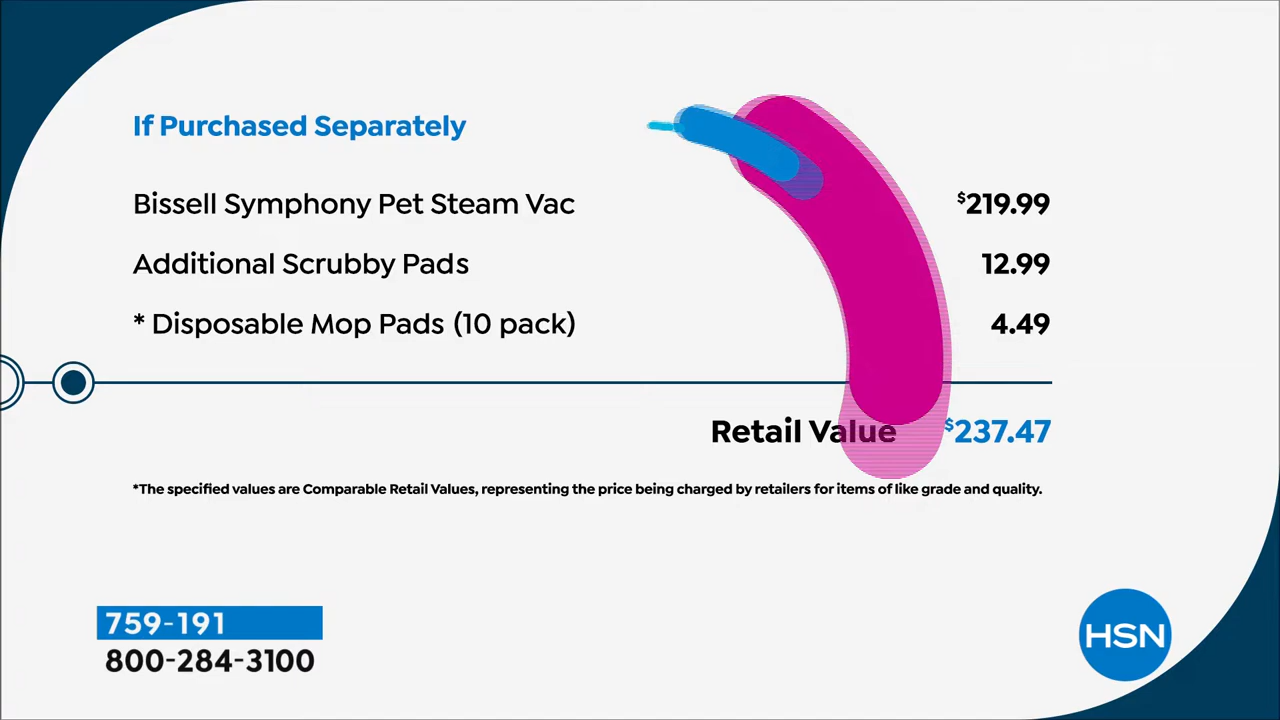 If Purchased Separately
Bissell Symphony Pet Steam Vac $219.99
Additional Scrubby Pads 12.99
* Disposable Mop Pads (10 pack) 4.49
Retail Value $237.47
*The specified values are Comparable Retail Values, representing the price being charged by retailers for items of like grade and quality.
759-191
800-284-3100
HSN